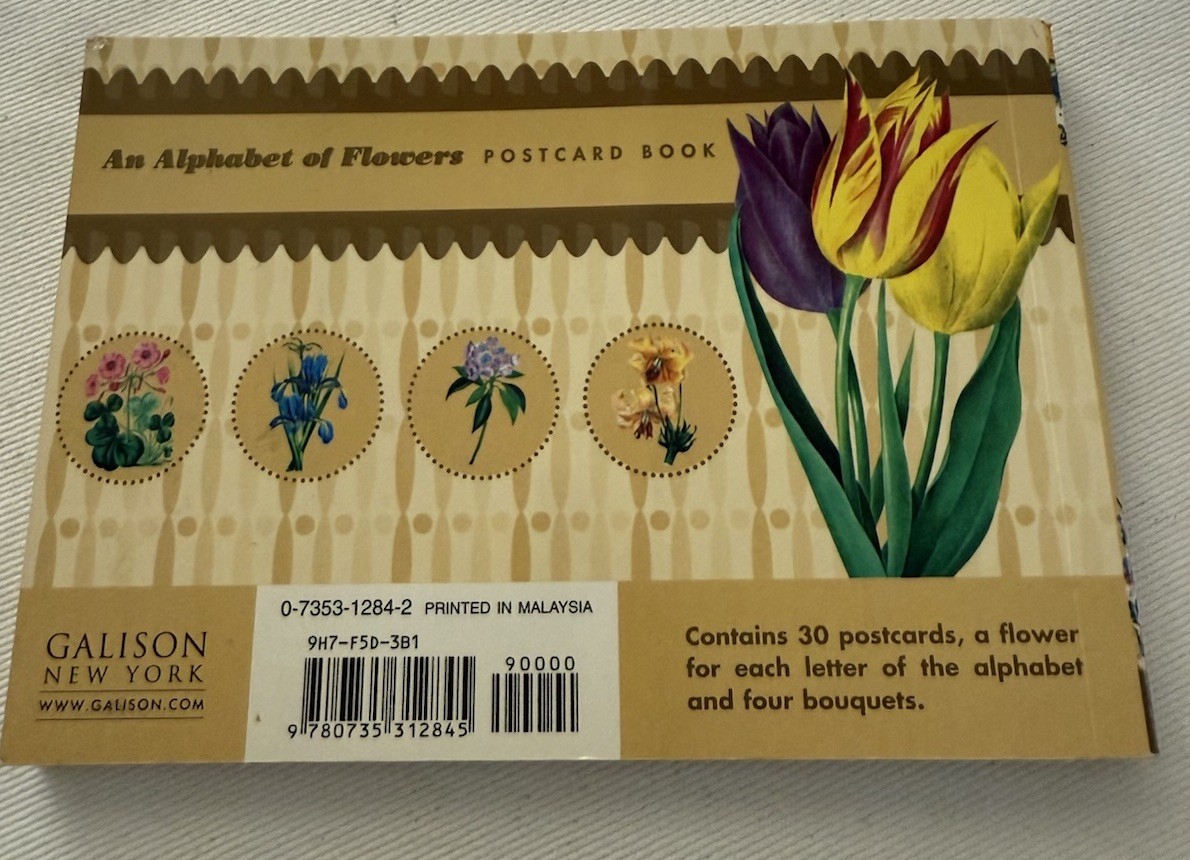 An Alphabet of Flowers POSTCARD BOOK
GALISON
NEW YORK
WWW.GALISON.COM
0-7353-1284-2 PRINTED IN MALAYSIA
9H7-F5D-3B1
90000
9 780735 312845
Contains 30 postcards, a flower
for each letter of the alphabet
and four bouquets.